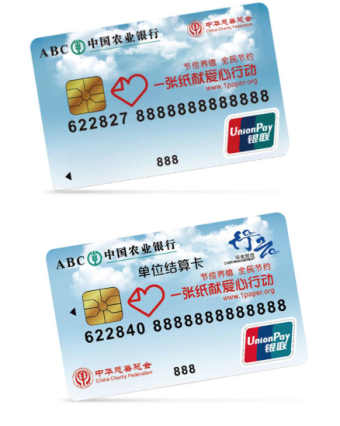 ABC 中国农业银行
中华慈善总会
China Charity Federation
节俭养德 全民节约
一张纸献爱心行动
www.1paper.org
622827 8888888888888
UnionPay
银联
888
ABC 中国农业银行
单位结算卡
节俭养德 全民节约
一张纸献爱心行动
www.1paper.org
622840 8888888888888
UnionPay
银联
中华慈善总会
China Charity Federation
888